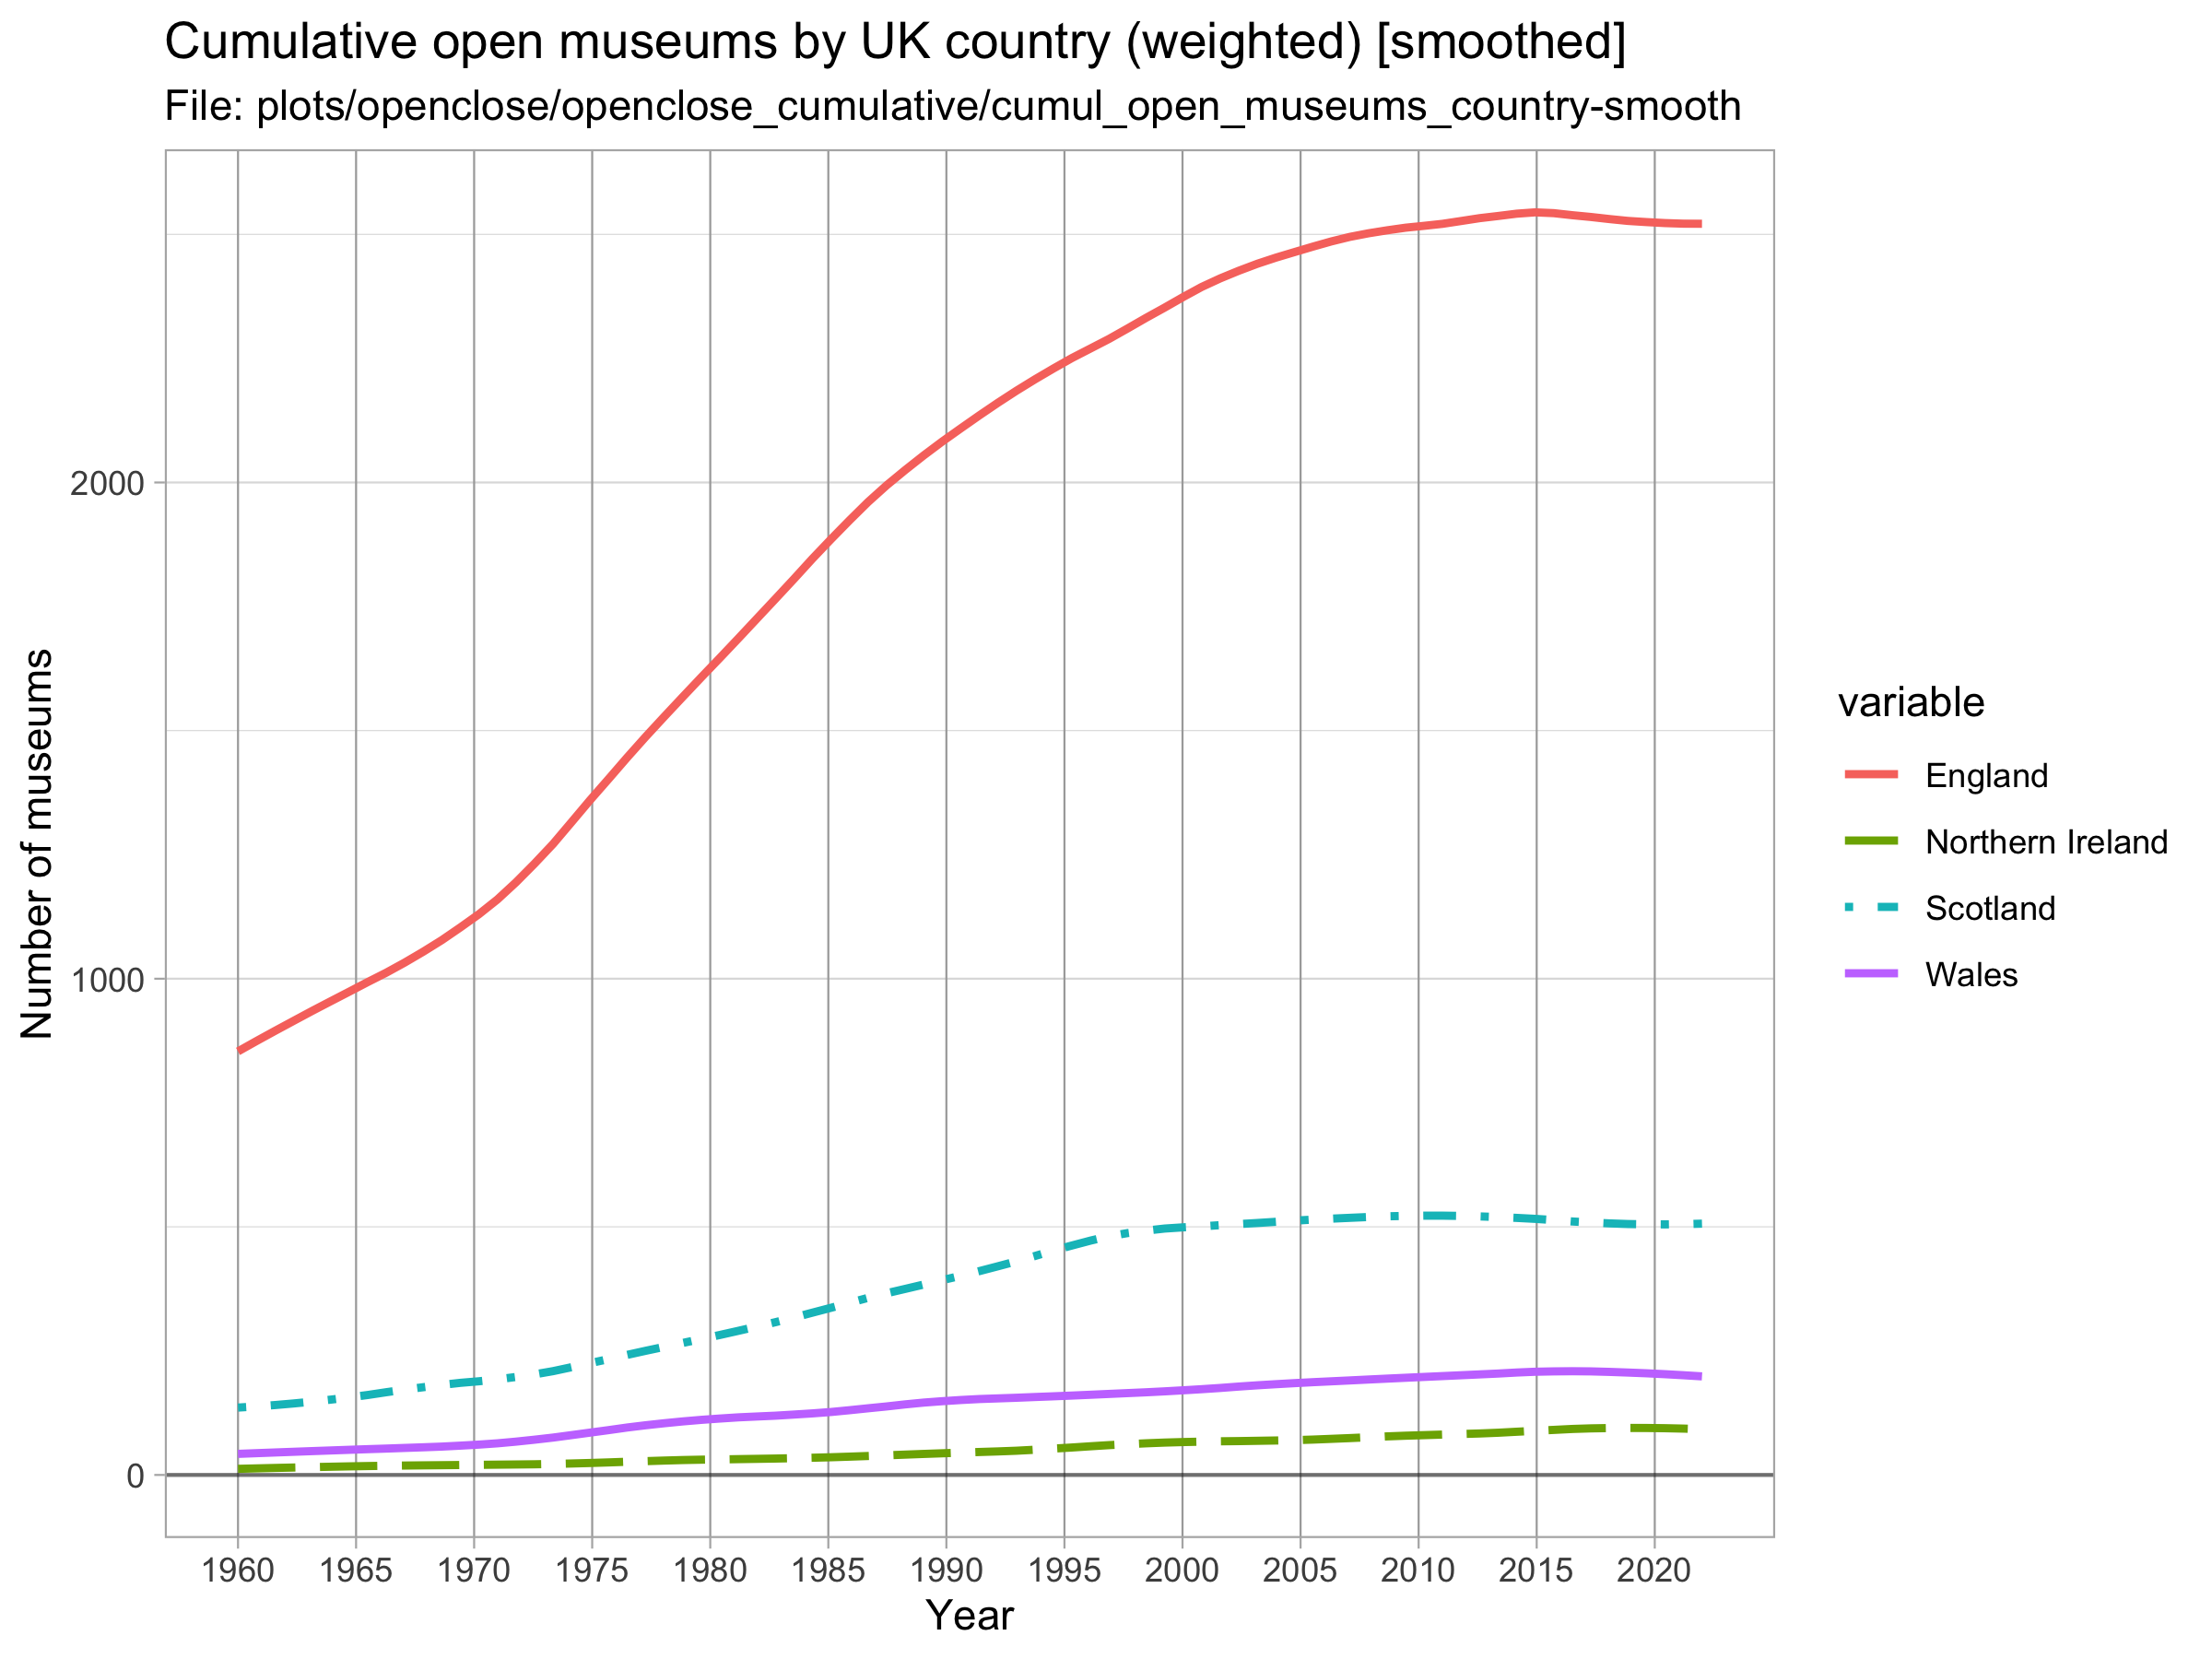 Cumulative open museums by UK country (weighted) [smoothed]
File: plots/openclose/openclose_cumulative/cumul_open_museums_country-smooth
Number of museums
2000
1000
0
1960 1965 1970 1975 1980 1985 1990 1995 2000 2005 2010 2015 2020
Year
variable
England
Northern Ireland
Scotland
Wales